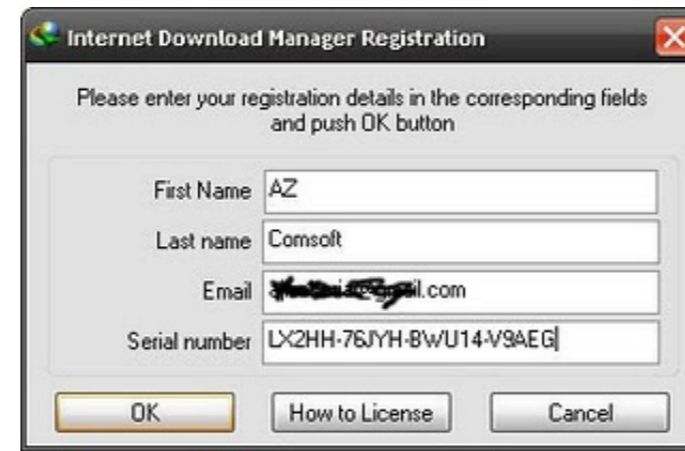 Internet Download Manager Registration
Please enter your registration details in the corresponding fields
and push OK button
First Name AZ
Last name Comsoft
Email il.com
Serial number LX2HH-76JYH-BWU14-V9AEG
OK How to License Cancel